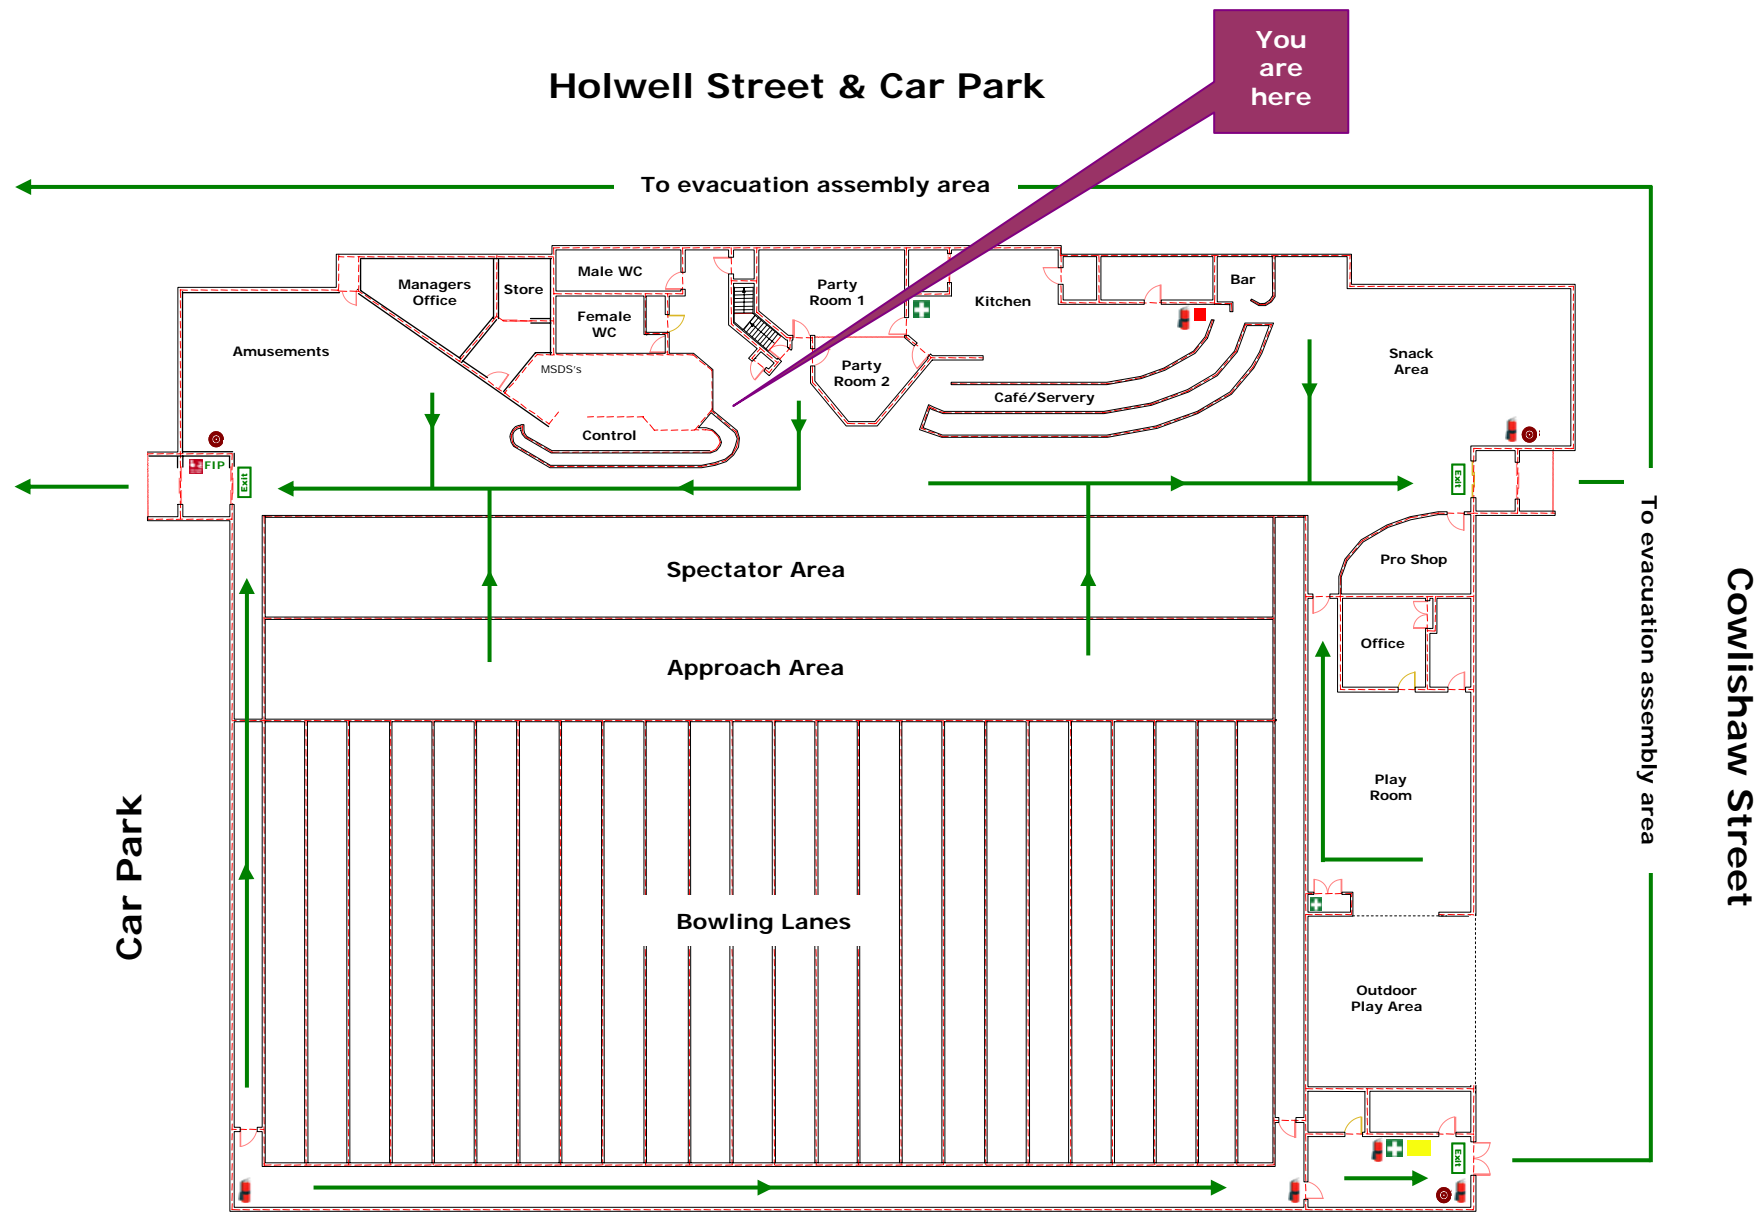 You
are
here
Holwell Street & Car Park
To evacuation assembly area
Male WC
Managers
Office
Store
Party
Room 1
Kitchen
Bar
Female
WC
Amusements
MSDS's
Party
Room 2
Snack
Area
Café/Servery
Control
FIP
Exit
Exit
To evacuation assembly area
Pro Shop
Spectator Area
Office
Approach Area
Cowlishaw Street
Play
Room
Car Park
Bowling Lanes
Outdoor
Play Area
Exit